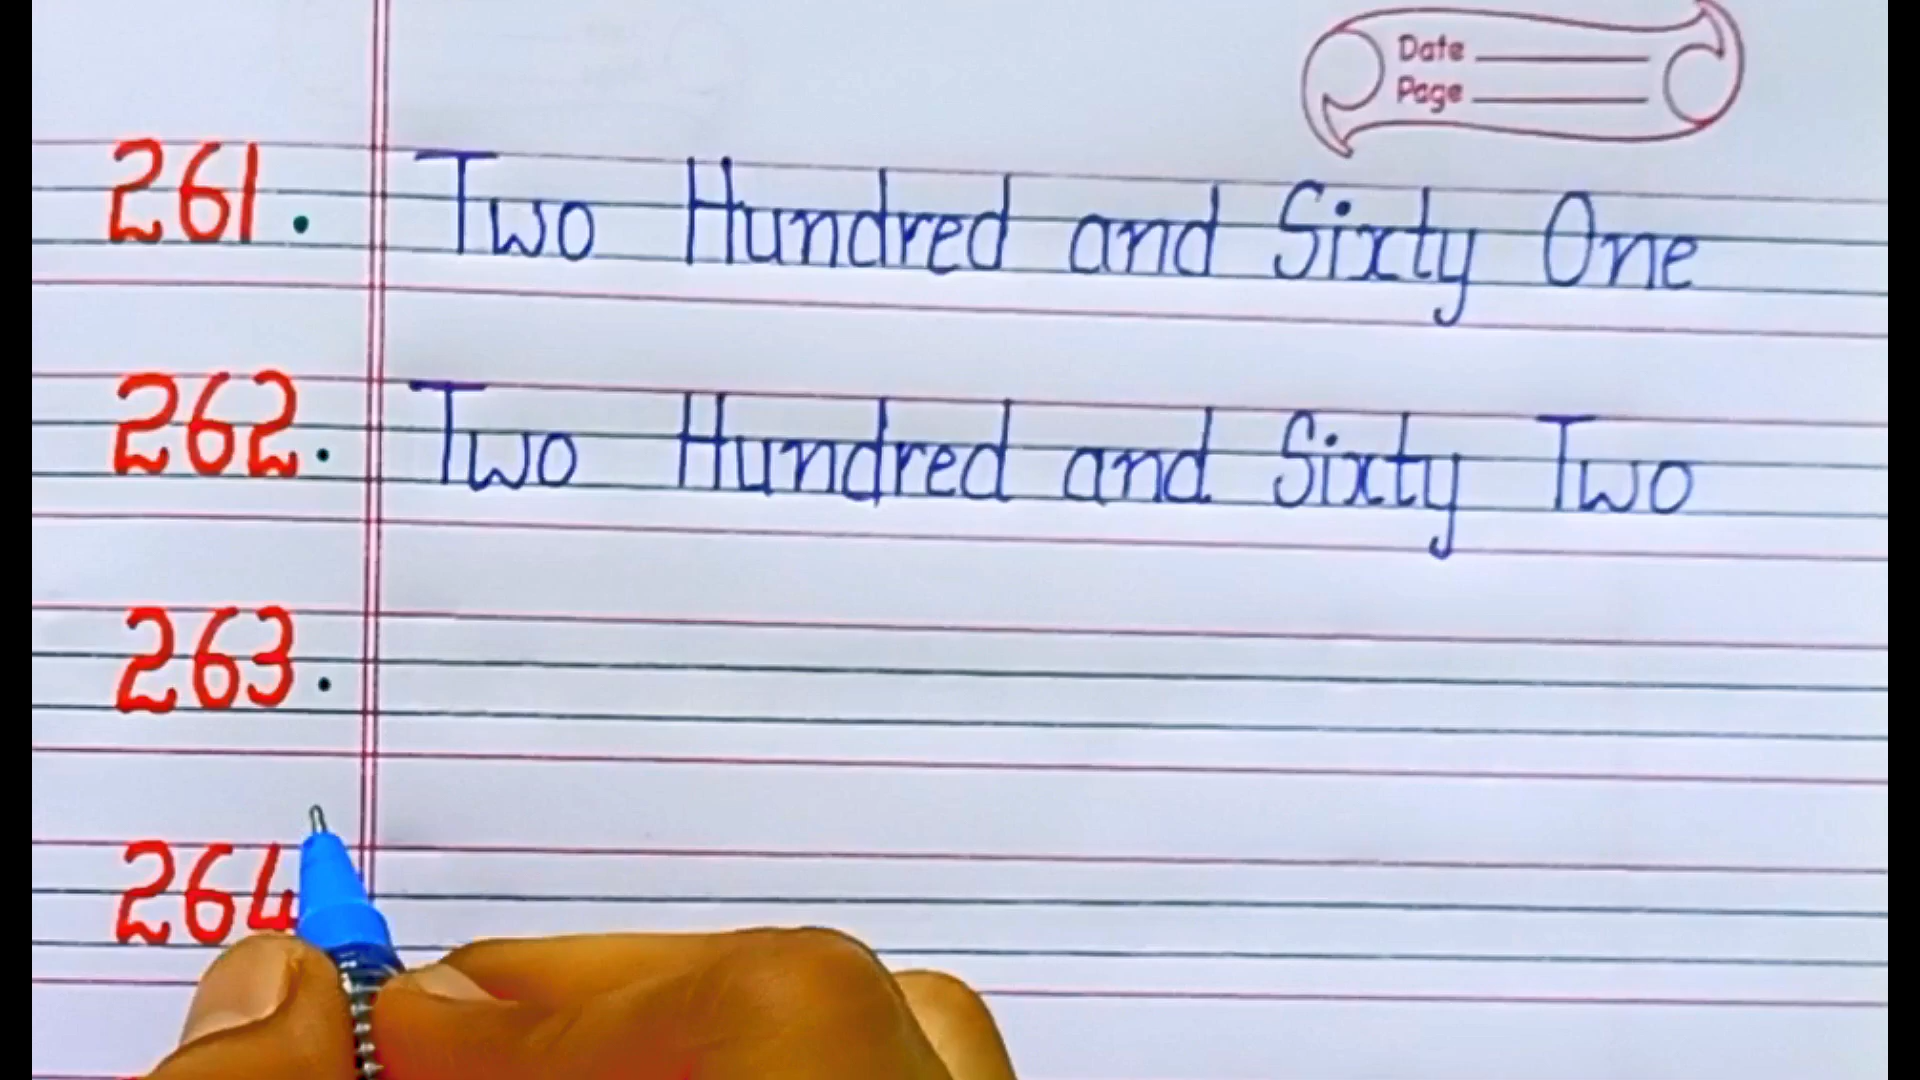 Date
Page
261. Two Hundred and Sixty One
262. Two Hundred and Sixty Two
263.
264